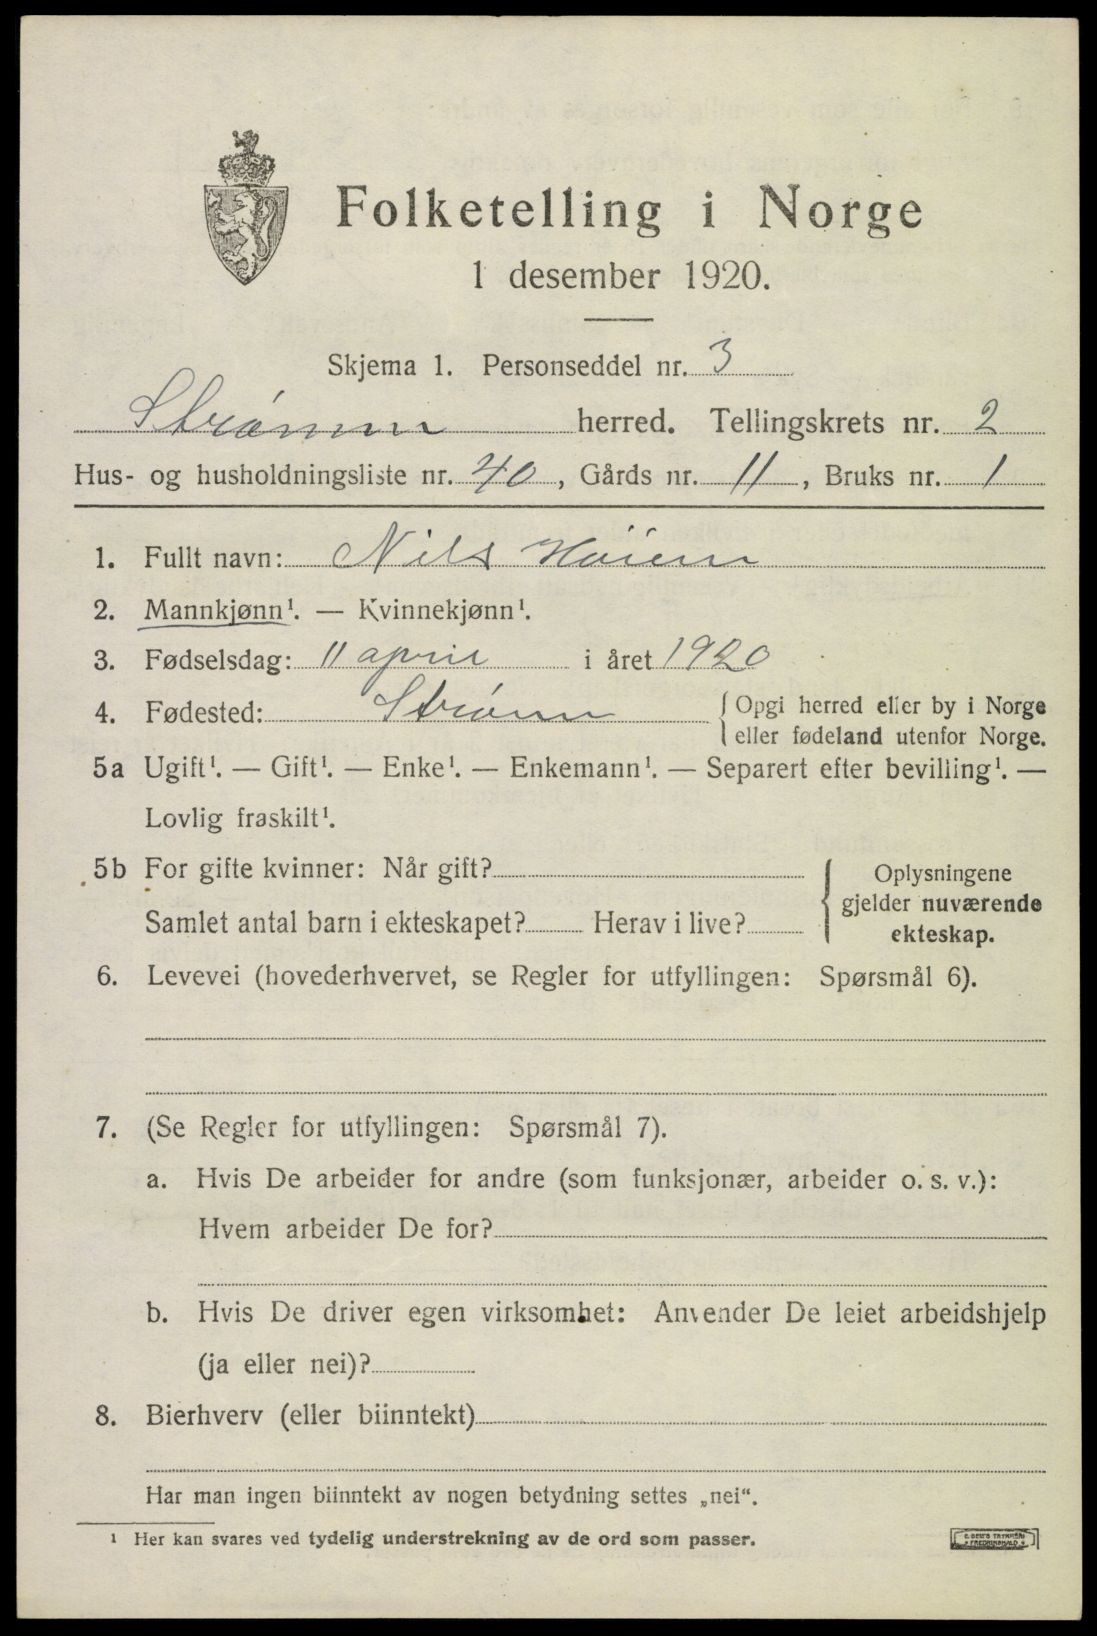 Folketelling i Norge
1 desember 1920.
Skjema 1. Personseddel nr. 3
Strømm herred. Tellingskrets nr. 2
Hus- og husholdningsliste nr. 40, Gårds nr. 11, Bruks nr. 1
1. Fullt navn: Nils Høiem
2. Mannkjønn¹. — Kvinnekjønn¹.
3. Fødselsdag: 11 april i året 1920
4. Fødested: Strømm { Opgi herred eller by i Norge
eller fødeland utenfor Norge.
5a Ugift¹. — Gift¹. — Enke¹. — Enkemann¹. — Separert efter bevilling¹. —
Lovlig fraskilt¹.
5b For gifte kvinner: Når gift?
Samlet antal barn i ekteskapet? Herav i live?
Oplysningene
gjelder nuværende
ekteskap.
6. Levevei (hovederhvervet, se Regler for utfyllingen: Spørsmål 6).
7. (Se Regler for utfyllingen: Spørsmål 7).
a. Hvis De arbeider for andre (som funksjonær, arbeider o. s. v.):
Hvem arbeider De for?
b. Hvis De driver egen virksomhet: Anvender De leiet arbeidshjelp
(ja eller nei)?
8. Bierhverv (eller biinntekt)
Har man ingen biinntekt av nogen betydning settes „nei“.
¹ Her kan svares ved tydelig understrekning av de ord som passer.